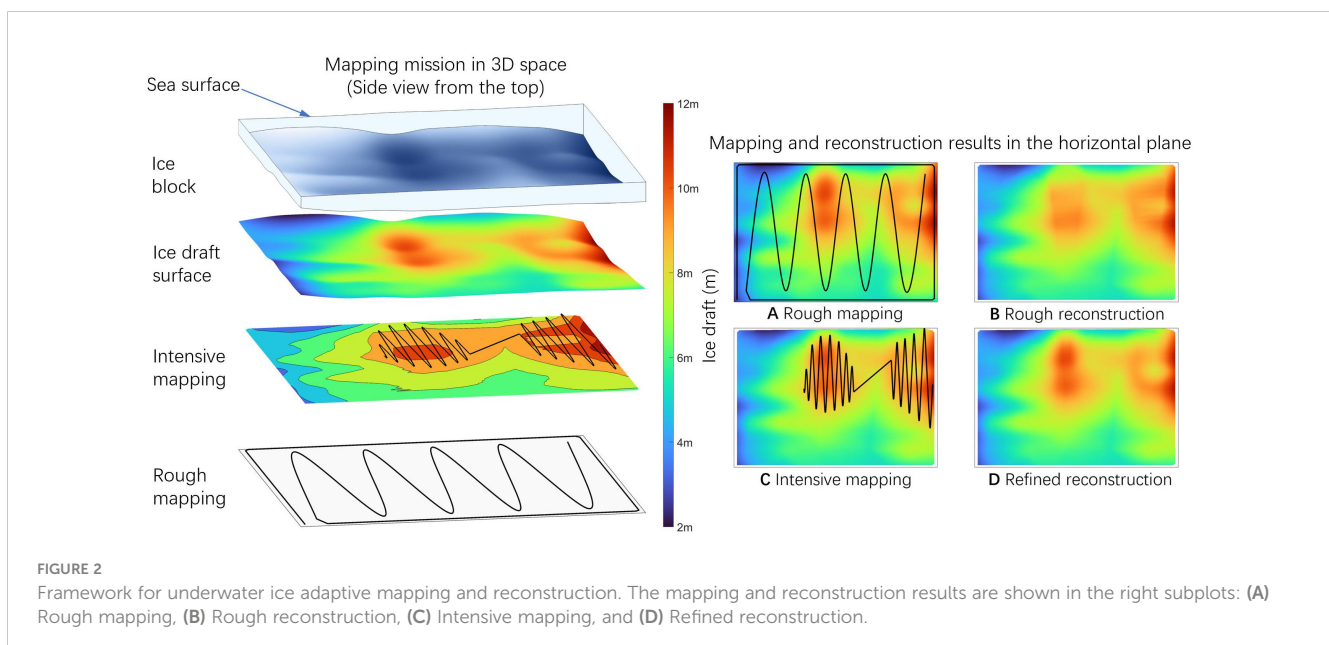 Mapping mission in 3D space
(Side view from the top)
Sea surface
Ice
block
Ice draft
surface
Intensive
mapping
Rough
mapping
12m
10m
8m
6m
4m
2m
Ice draft (m)
Mapping and reconstruction results in the horizontal plane
A Rough mapping
B Rough reconstruction
C Intensive mapping
D Refined reconstruction
FIGURE 2
Framework for underwater ice adaptive mapping and reconstruction. The mapping and reconstruction results are shown in the right subplots: (A)
Rough mapping, (B) Rough reconstruction, (C) Intensive mapping, and (D) Refined reconstruction.